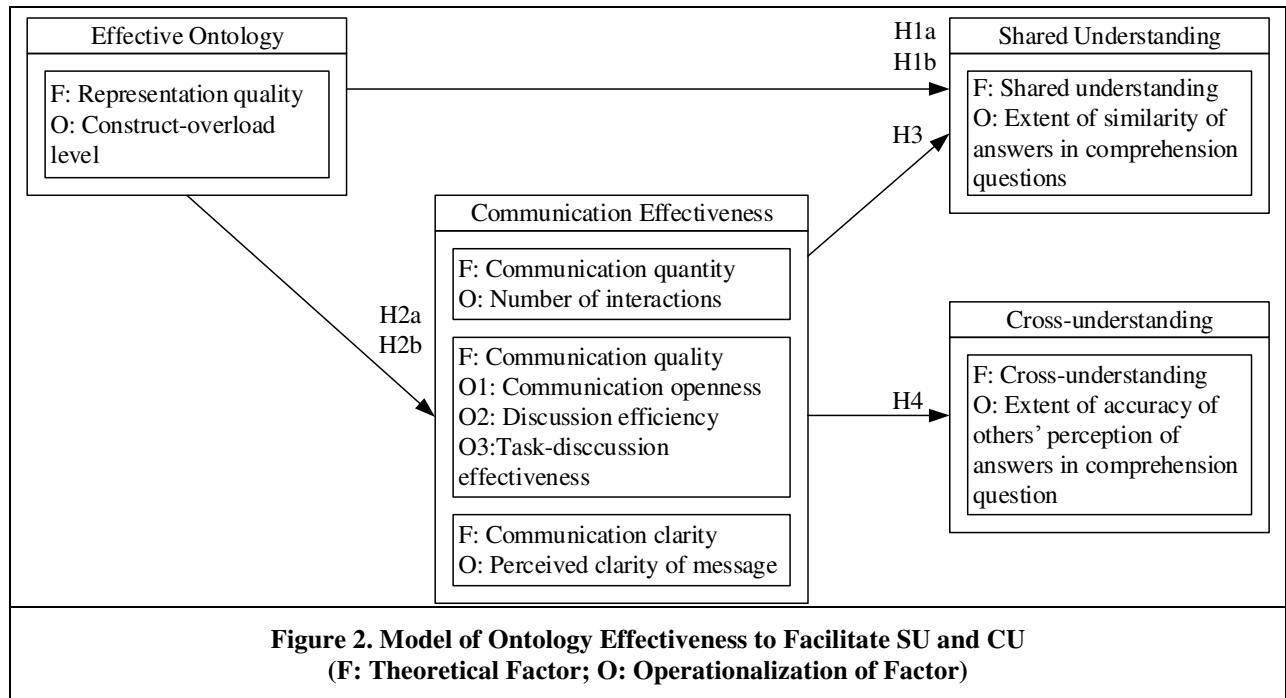 Effective Ontology
F: Representation quality
O: Construct-overload
level
H1a
H1b
Shared Understanding
F: Shared understanding
O: Extent of similarity of
answers in comprehension
questions
H3
Communication Effectiveness
F: Communication quantity
O: Number of interactions
H2a
H2b
F: Communication quality
O1: Communication openness
O2: Discussion efficiency
O3:Task-disccussion
effectiveness
F: Communication clarity
O: Perceived clarity of message
H4
Cross-understanding
F: Cross-understanding
O: Extent of accuracy of
others’ perception of
answers in comprehension
question
Figure 2. Model of Ontology Effectiveness to Facilitate SU and CU
(F: Theoretical Factor; O: Operationalization of Factor)